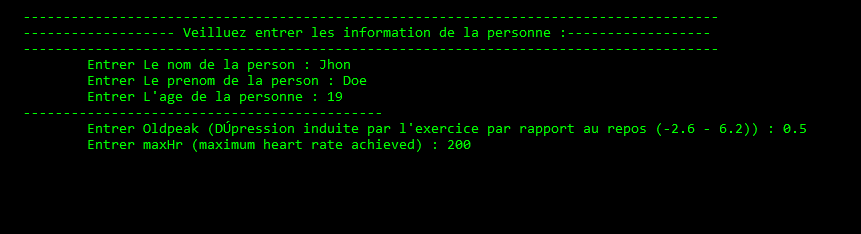 ---------------------------------------------------------------------------------------
------------------- Veilluez entrer les information de la personne :------------------
---------------------------------------------------------------------------------------
Entrer Le nom de la person : Jhon
Entrer Le prenom de la person : Doe
Entrer L'age de la personne : 19
---------------------------------------------
Entrer Oldpeak (DÚpression induite par l'exercice par rapport au repos (-2.6 - 6.2)) : 0.5
Entrer maxHr (maximum heart rate achieved) : 200